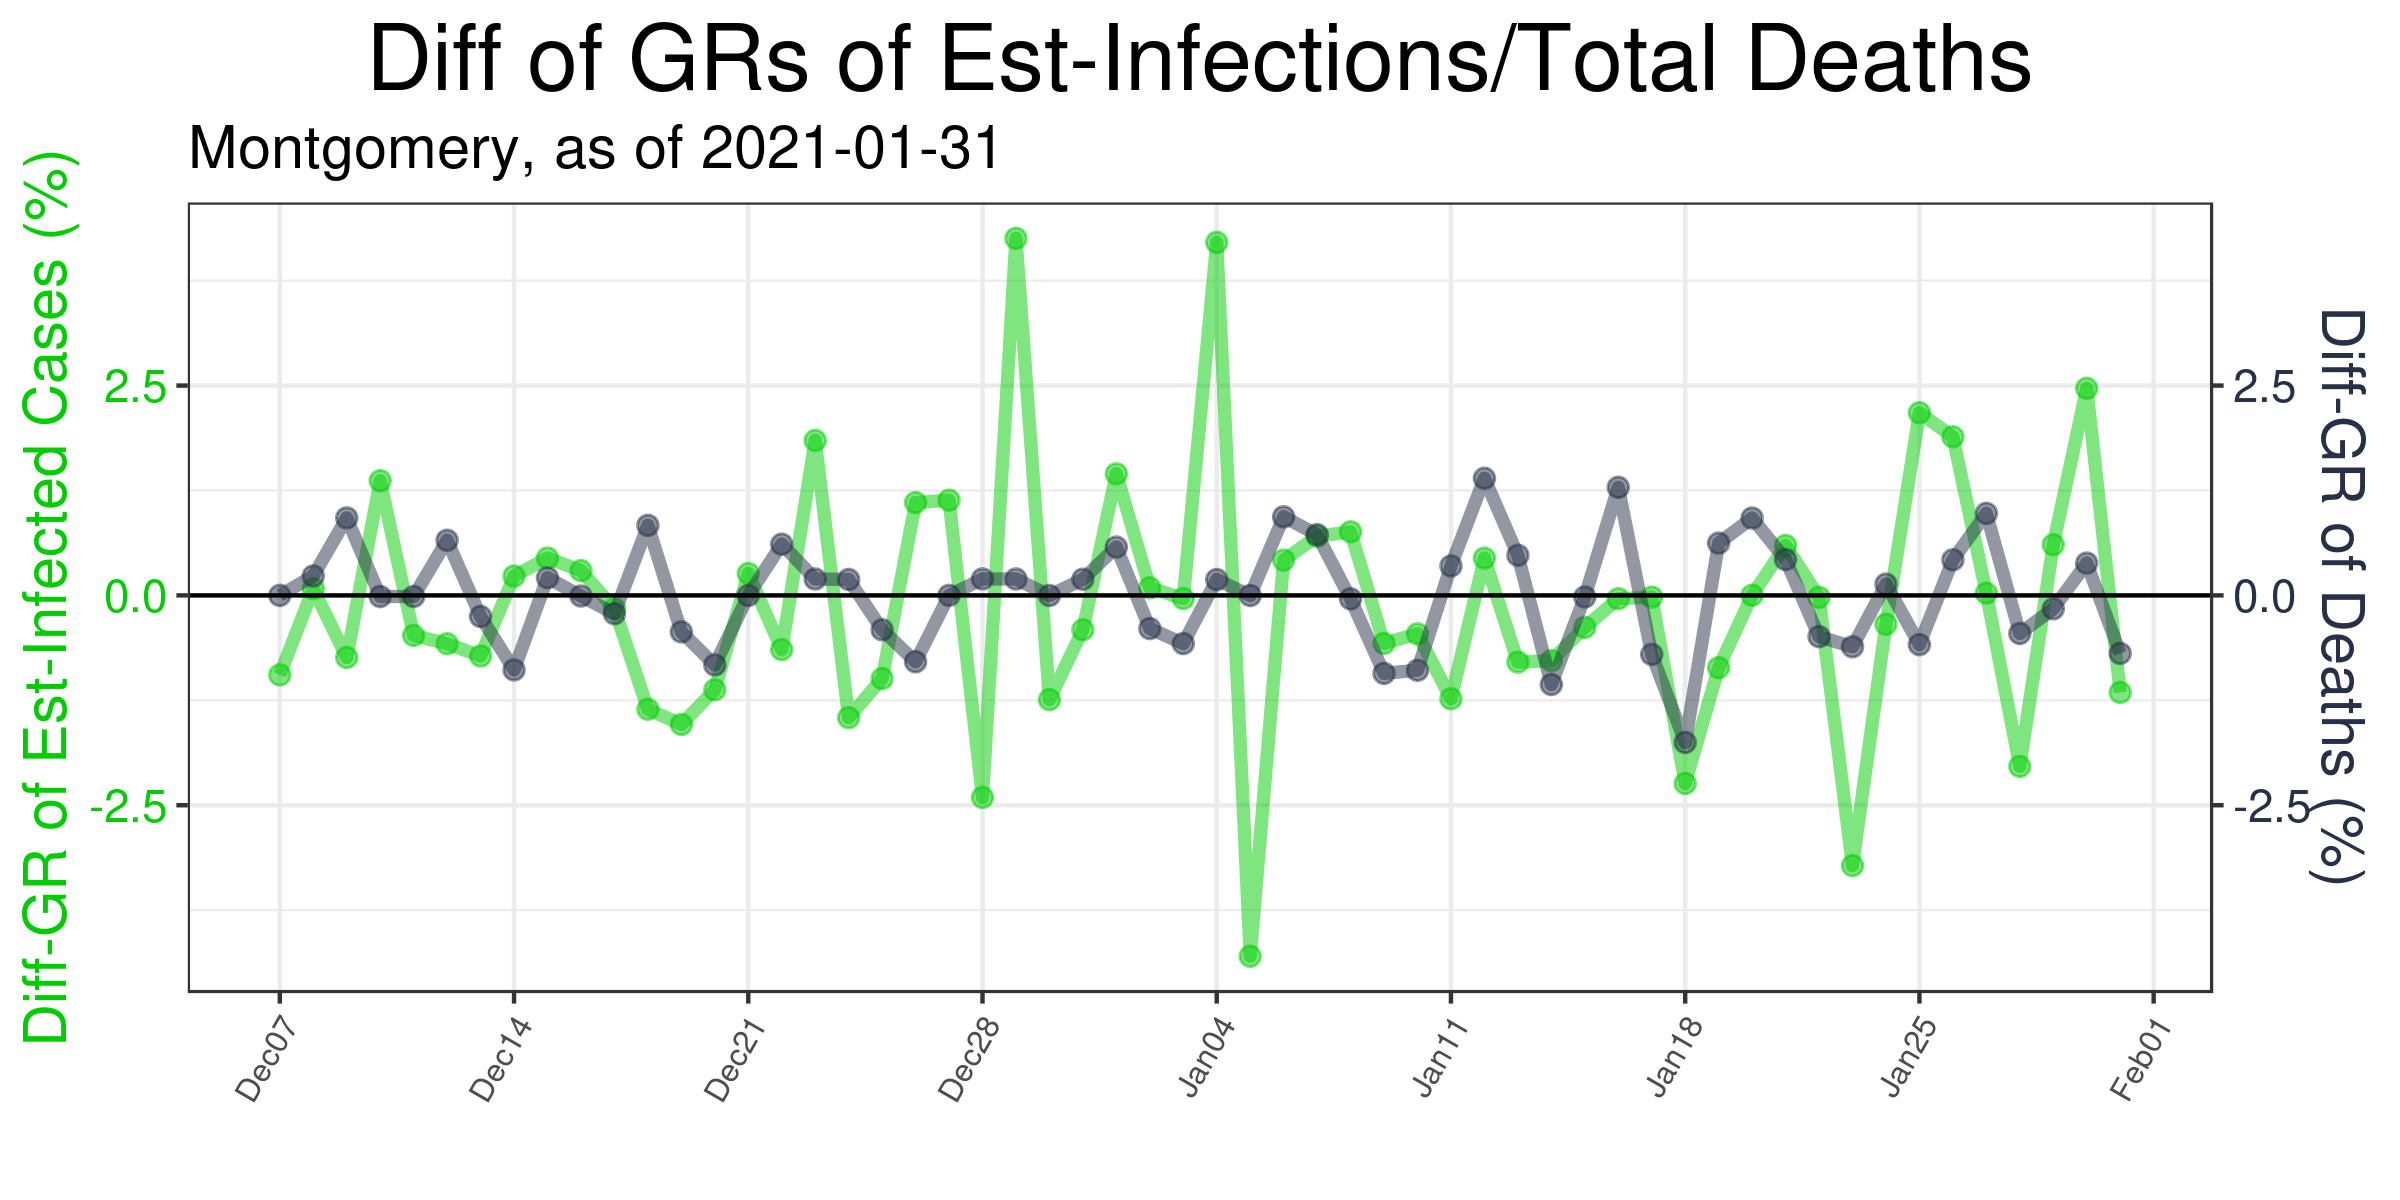 Diff of GRs of Est-Infections/Total Deaths
Montgomery, as of 2021-01-31
Diff-GR of Est-Infected Cases (%)
2.5
0.0
-2.5
2.5
0.0
-2.5
Diff-GR of Deaths (%)
Dec07
Dec14
Dec21
Dec28
Jan04
Jan11
Jan18
Jan25
Feb01